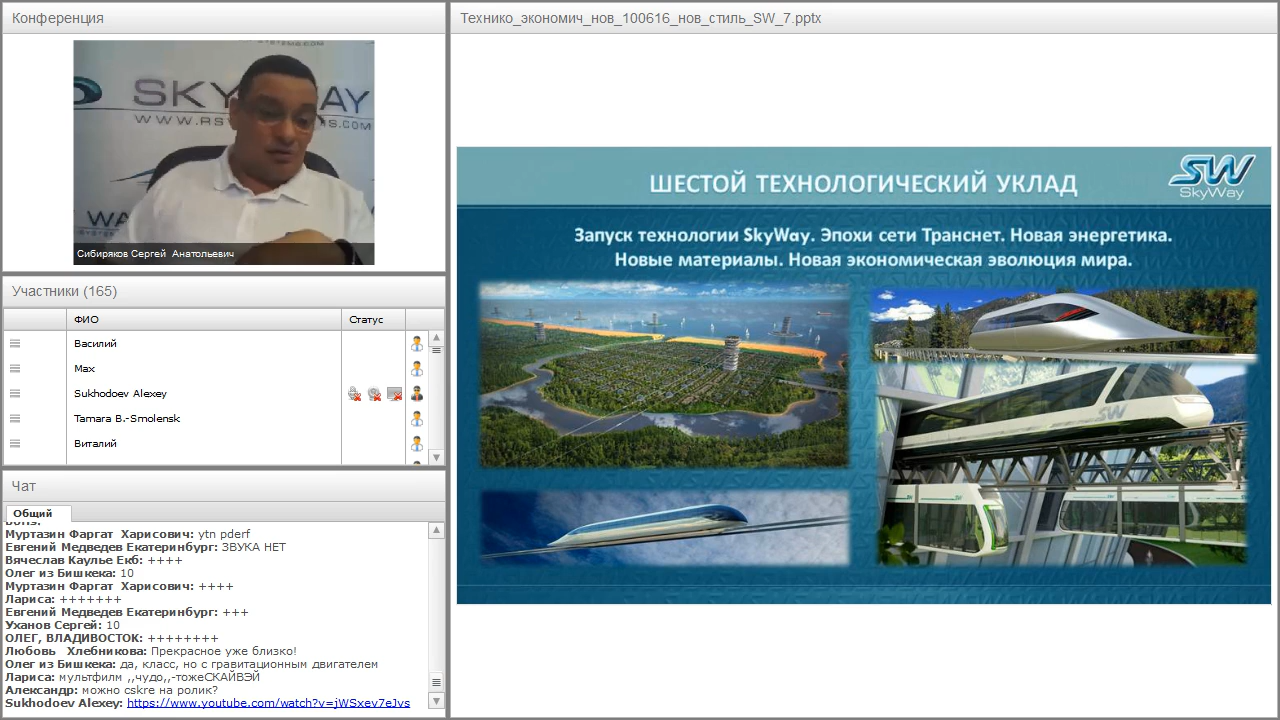 Конференция
SKYWAY
Сибиряков Сергей Анатольевич
Участники (165)
ФИО
Статус
Василий
Max
Sukhodoev Alexey
Tamara B.-Smolensk
Виталий
Чат
Общий
Муртазин Фаргат Харисович: ytn pderf
Евгений Медведев Екатеринбург: ЗВУКА НЕТ
Вячеслав Каулье Екб: ++++
Олег из Бишкека: 10
Муртазин Фаргат Харисович: ++++
Лариса: +++++++
Евгений Медведев Екатеринбург: +++
Уханов Сергей: 10
ОЛЕГ, ВЛАДИВОСТОК: ++++++++
Любовь Хлебникова: Прекрасное уже близко!
Олег из Бишкека: да, класс, но с гравитационным двигателем
Лариса: мультфилм ,,чудо,,-тожеСКАЙВЭЙ
Александр: можно cskre на ролик?
Sukhodoev Alexey: https://www.youtube.com/watch?v=jWSxev7eJvs
Технико_экономич_нов_100616_нов_стиль_SW_7.pptx
ШЕСТОЙ ТЕХНОЛОГИЧЕСКИЙ УКЛАД
SW
SkyWay
Запуск технологии SkyWay. Эпохи сети Транснет. Новая энергетика.
Новые материалы. Новая экономическая эволюция мира.
SW